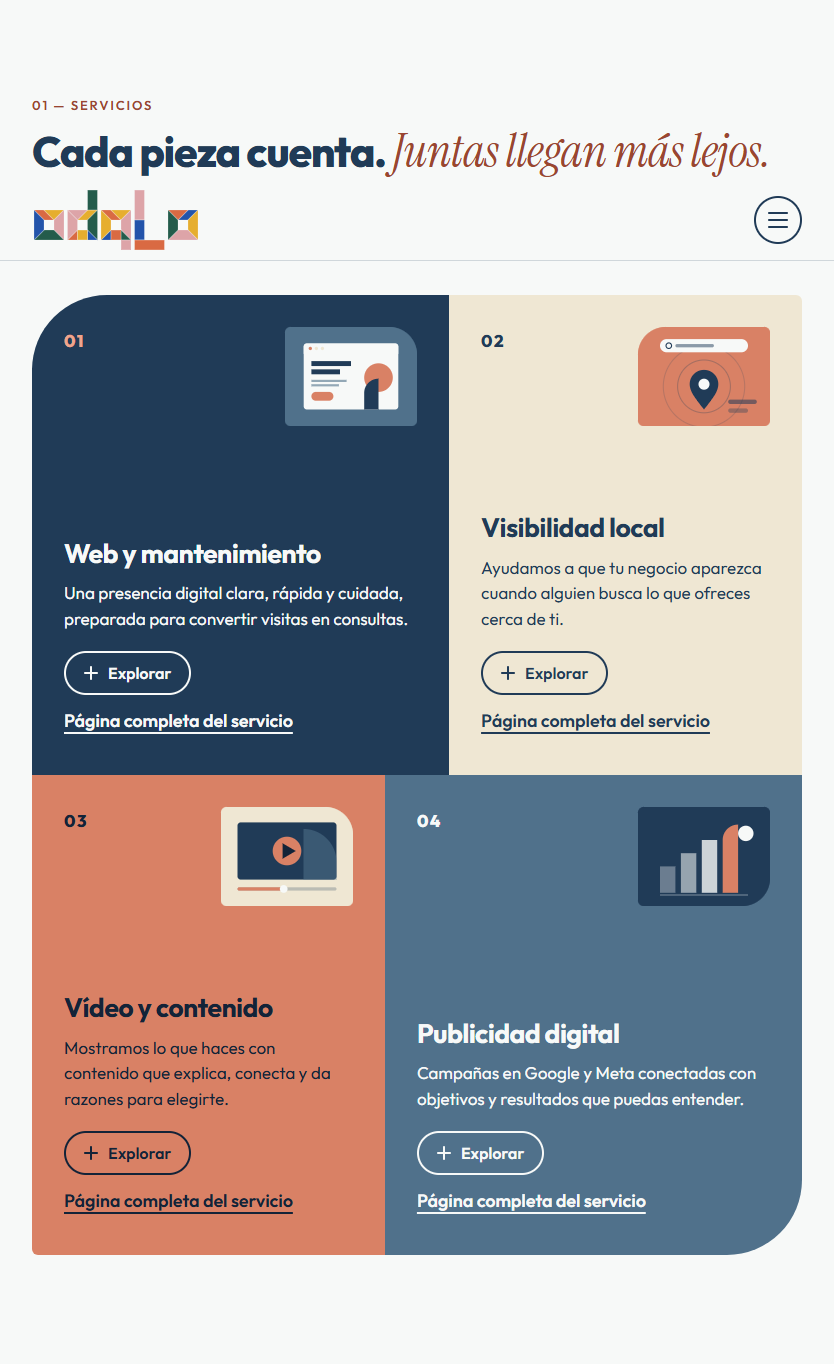 01 — SERVICIOS
Cada pieza cuenta. Juntas llegan más lejos.
odqLo
01
Web y mantenimiento
Una presencia digital clara, rápida y cuidada,
preparada para convertir visitas en consultas.
Explorar
Página completa del servicio
02
Visibilidad local
Ayudamos a que tu negocio aparezca
cuando alguien busca lo que ofreces
cerca de ti.
Explorar
Página completa del servicio
03
Vídeo y contenido
Mostramos lo que haces con
contenido que explica, conecta y da
razones para elegirte.
Explorar
Página completa del servicio
04
Publicidad digital
Campañas en Google y Meta conectadas con
objetivos y resultados que puedas entender.
Explorar
Página completa del servicio